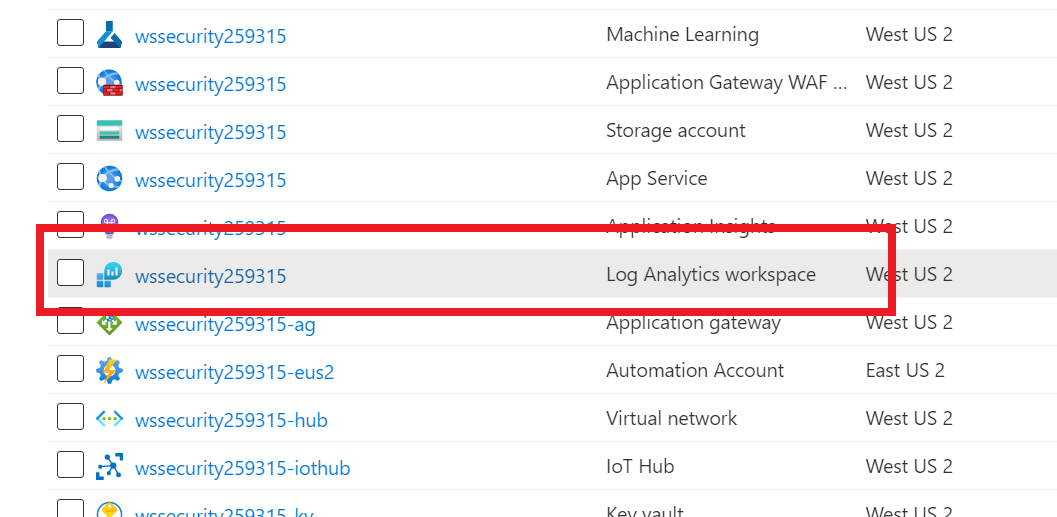 wssecurity259315 Machine Learning West US 2
wssecurity259315 Application Gateway WAF ... West US 2
wssecurity259315 Storage account West US 2
wssecurity259315 App Service West US 2
wssecurity259315 Application Insights West US 2
wssecurity259315 Log Analytics workspace West US 2
wssecurity259315-ag Application gateway West US 2
wssecurity259315-eus2 Automation Account East US 2
wssecurity259315-hub Virtual network West US 2
wssecurity259315-iothub IoT Hub West US 2
wssecurity259315-kv Key vault West US 2